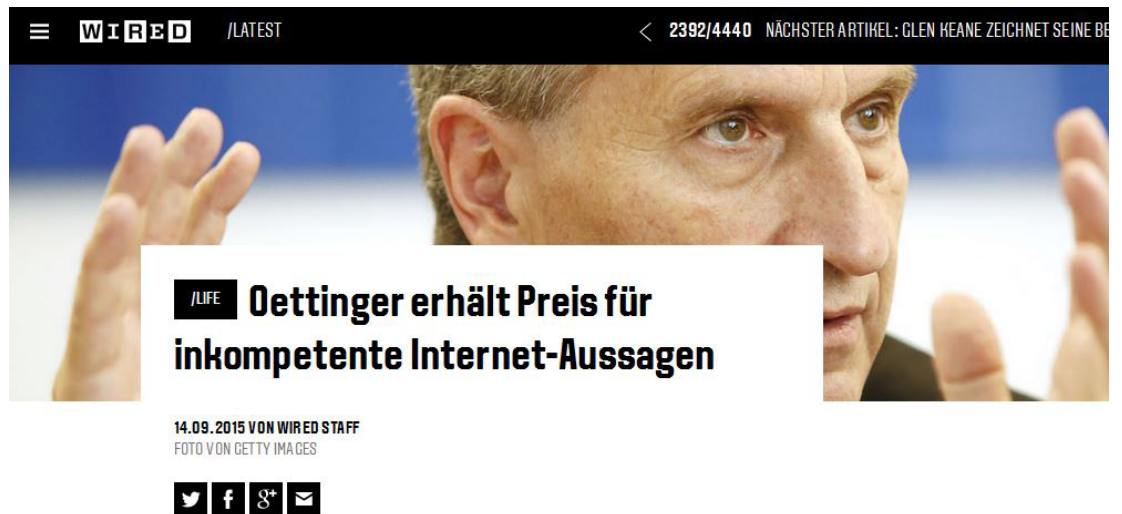 WIRED /LATEST 2392/4440 NÄCHSTER ARTIKEL: GLEN KEANE ZEICHNET SEINE BE
/LIFE Oettinger erhält Preis für
inkompetente Internet-Aussagen
14.09.2015 VON WIRED STAFF
FOTO VON GETTY IMAGES